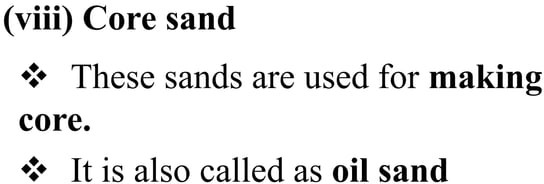 (viii) Core sand
❖ These sands are used for making
core.
❖ It is also called as oil sand